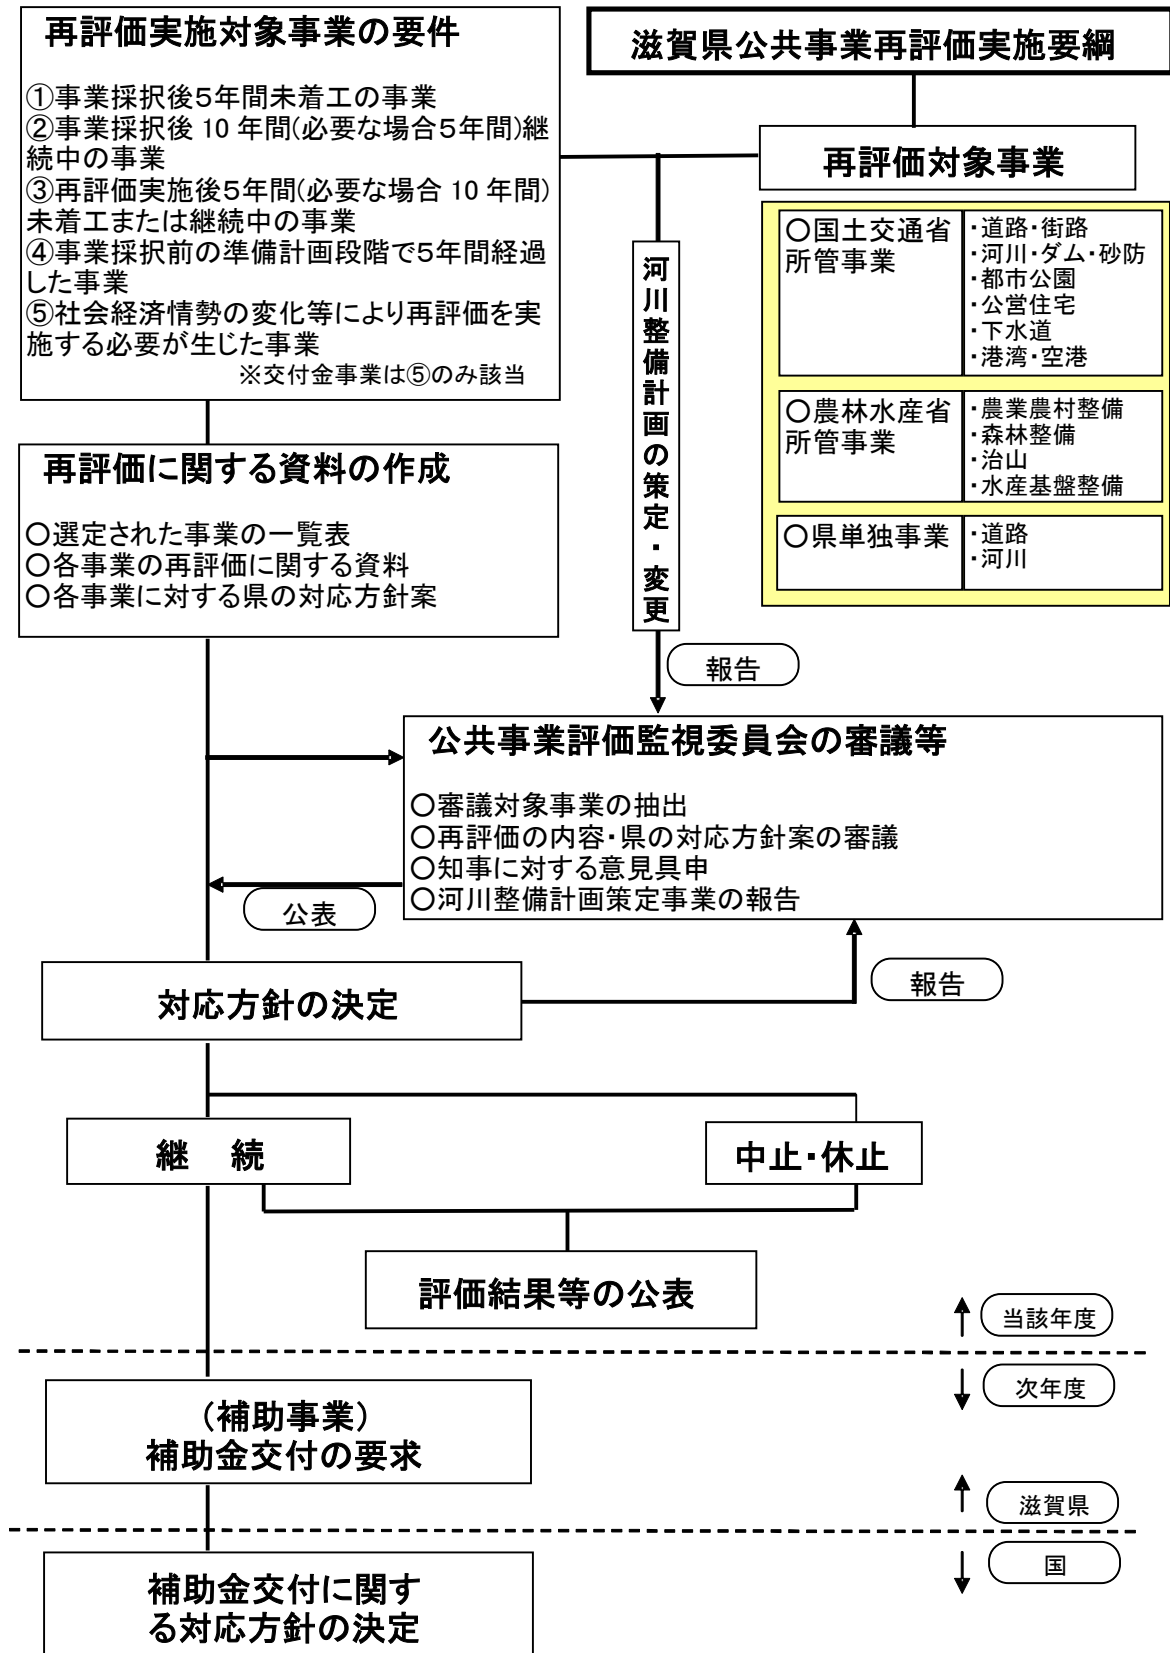 再評価実施対象事業の要件
①事業採択後5年間未着工の事業
②事業採択後 10 年間(必要な場合5年間)継
続中の事業
③再評価実施後5年間(必要な場合 10 年間)
未着工または継続中の事業
④事業採択前の準備計画段階で5年間経過
した事業
⑤社会経済情勢の変化等により再評価を実
施する必要が生じた事業
※交付金事業は⑤のみ該当
滋賀県公共事業再評価実施要綱
再評価対象事業
○国土交通省
所管事業
・道路・街路
・河川・ダム・砂防
・都市公園
・公営住宅
・下水道
・港湾・空港
○農林水産省
所管事業
・農業農村整備
・森林整備
・治山
・水産基盤整備
○県単独事業
・道路
・河川
河川整備計画の策定・変更
報告
再評価に関する資料の作成
○選定された事業の一覧表
○各事業の再評価に関する資料
○各事業に対する県の対応方針案
公共事業評価監視委員会の審議等
○審議対象事業の抽出
○再評価の内容・県の対応方針案の審議
○知事に対する意見具申
○河川整備計画策定事業の報告
公表
対応方針の決定
報告
継　続
中止・休止
評価結果等の公表
当該年度
次年度
（補助事業）
補助金交付の要求
滋賀県
国
補助金交付に関す
る対応方針の決定